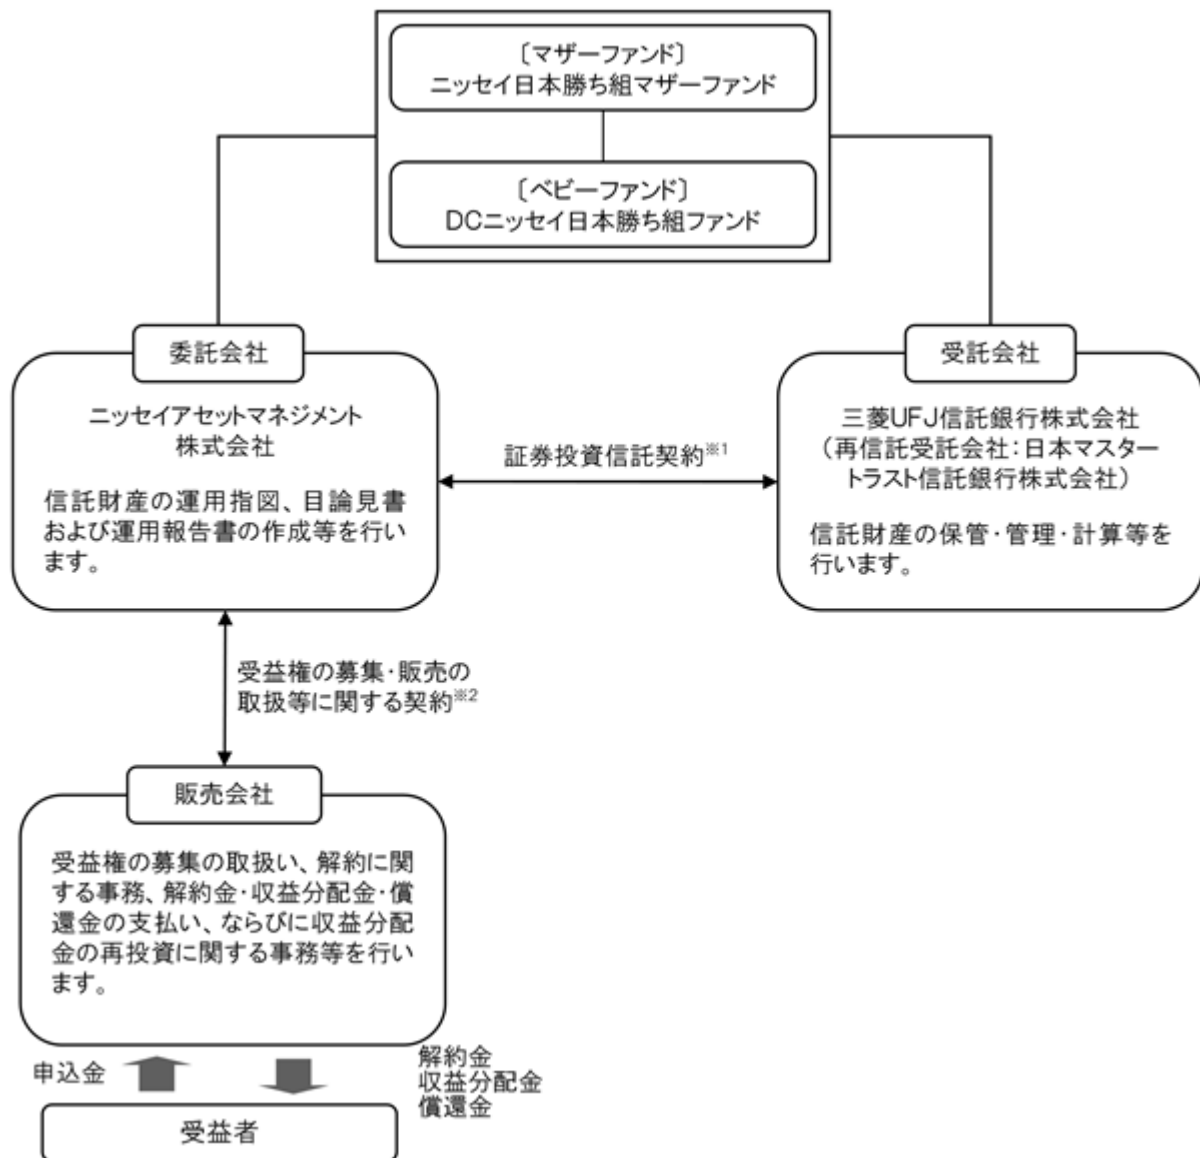 〔マザーファンド〕
ニッセイ日本勝ち組マザーファンド
〔ベビーファンド〕
DCニッセイ日本勝ち組ファンド
委託会社
ニッセイアセットマネジメント
株式会社
信託財産の運用指図、目論見書
および運用報告書の作成等を行い
ます。
証券投資信託契約※1
受託会社
三菱UFJ信託銀行株式会社
（再信託受託会社：日本マスター
トラスト信託銀行株式会社）
信託財産の保管・管理・計算等を
行います。
受益権の募集・販売の
取扱等に関する契約※2
販売会社
受益権の募集の取扱い、解約に関
する事務、解約金・収益分配金・償
還金の支払い、ならびに収益分配
金の再投資に関する事務等を行い
ます。
申込金
解約金
収益分配金
償還金
受益者